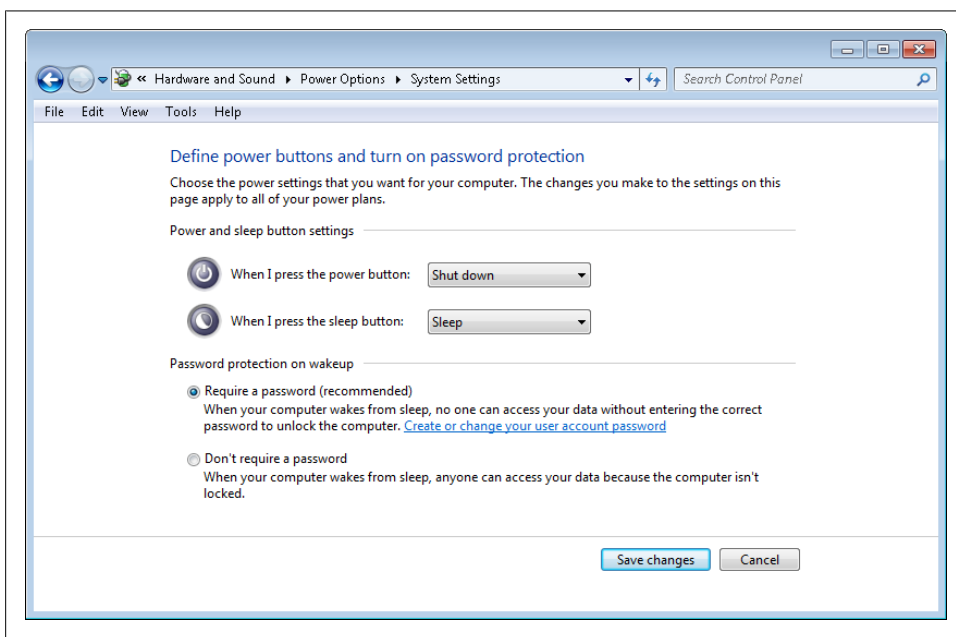 « Hardware and Sound ▸ Power Options ▸ System Settings
Search Control Panel
File Edit View Tools Help
Define power buttons and turn on password protection
Choose the power settings that you want for your computer. The changes you make to the settings on this
page apply to all of your power plans.
Power and sleep button settings
When I press the power button: Shut down
When I press the sleep button: Sleep
Password protection on wakeup
Require a password (recommended)
When your computer wakes from sleep, no one can access your data without entering the correct
password to unlock the computer. Create or change your user account password
Don't require a password
When your computer wakes from sleep, anyone can access your data because the computer isn't
locked.
Save changes Cancel